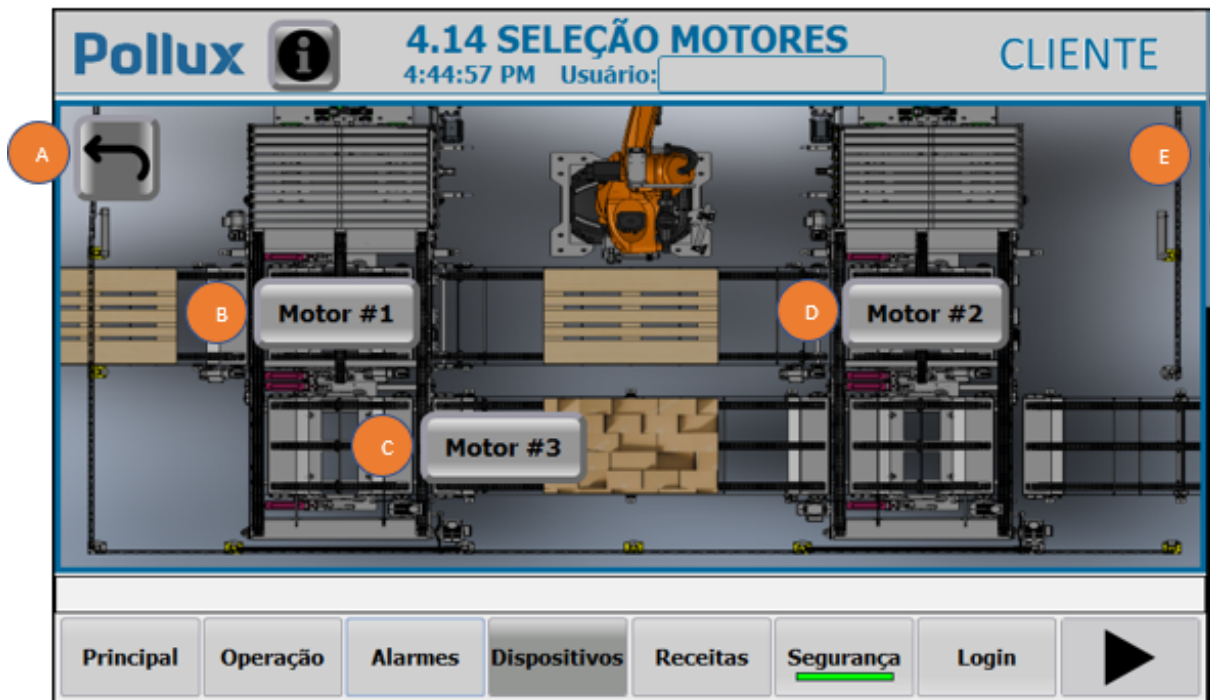 Pollux
4.14 SELEÇÃO MOTORES
4:44:57 PM Usuário:
CLIENTE
A
E
B
Motor #1
D
Motor #2
C
Motor #3
Principal
Operação
Alarmes
Dispositivos
Receitas
Segurança
Login